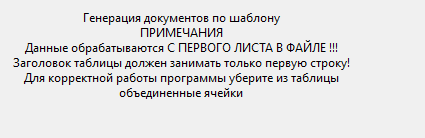 Генерация документов по шаблону
ПРИМЕЧАНИЯ
Данные обрабатываются С ПЕРВОГО ЛИСТА В ФАЙЛЕ !!!
Заголовок таблицы должен занимать только первую строку!
Для корректной работы программы уберите из таблицы
объединенные ячейки